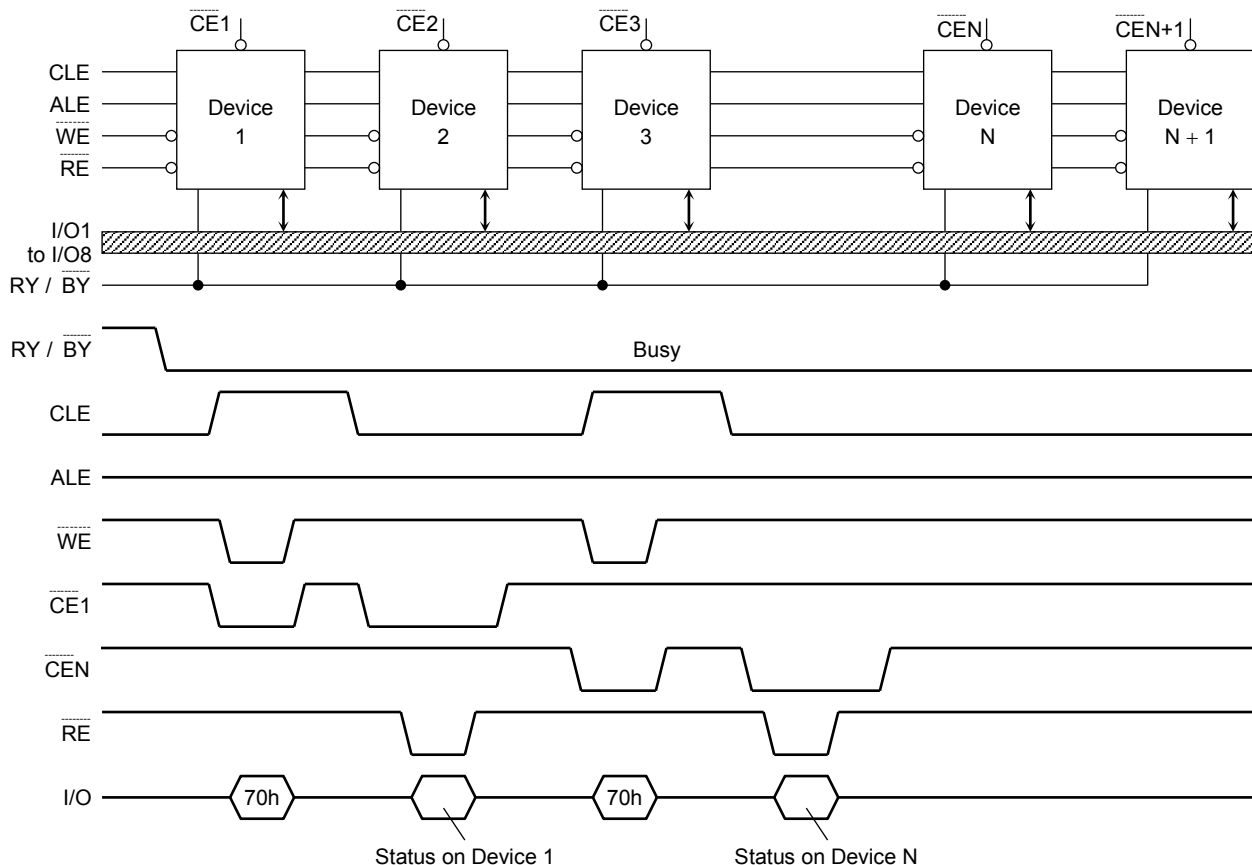 CE1 CE2 CE3 CEN CEN+1
CLE
ALE
WE
RE
Device 1
Device 2
Device 3
Device N
Device N + 1
I/O1 to I/O8
RY / BY
RY / BY
Busy
CLE
ALE
WE
CE1
CEN
RE
I/O
70h
70h
Status on Device 1
Status on Device N